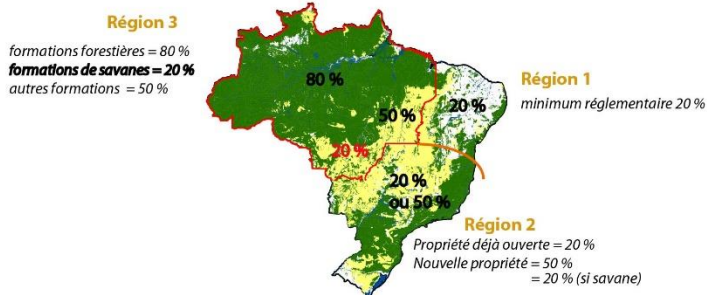 Région 3
formations forestières = 80 %
formations de savanes = 20 %
autres formations = 50 %
80 %
50 %
20 %
20 %
Région 1
minimum réglementaire 20 %
20 %
ou 50 %
Région 2
Propriété déjà ouverte = 20 %
Nouvelle propriété = 50 %
= 20 % (si savane)